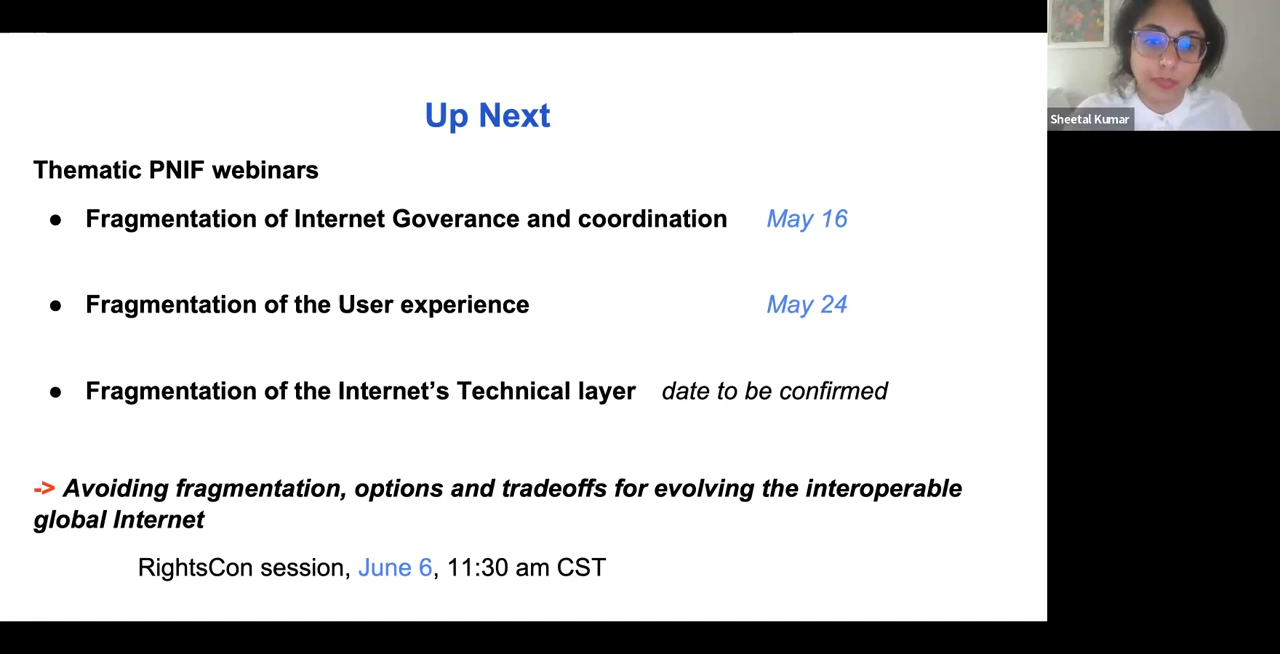 Up Next
Thematic PNIF webinars
● Fragmentation of Internet Goverance and coordination May 16
● Fragmentation of the User experience May 24
● Fragmentation of the Internet’s Technical layer date to be confirmed
-> Avoiding fragmentation, options and tradeoffs for evolving the interoperable
global Internet
RightsCon session, June 6, 11:30 am CST
Sheetal Kumar